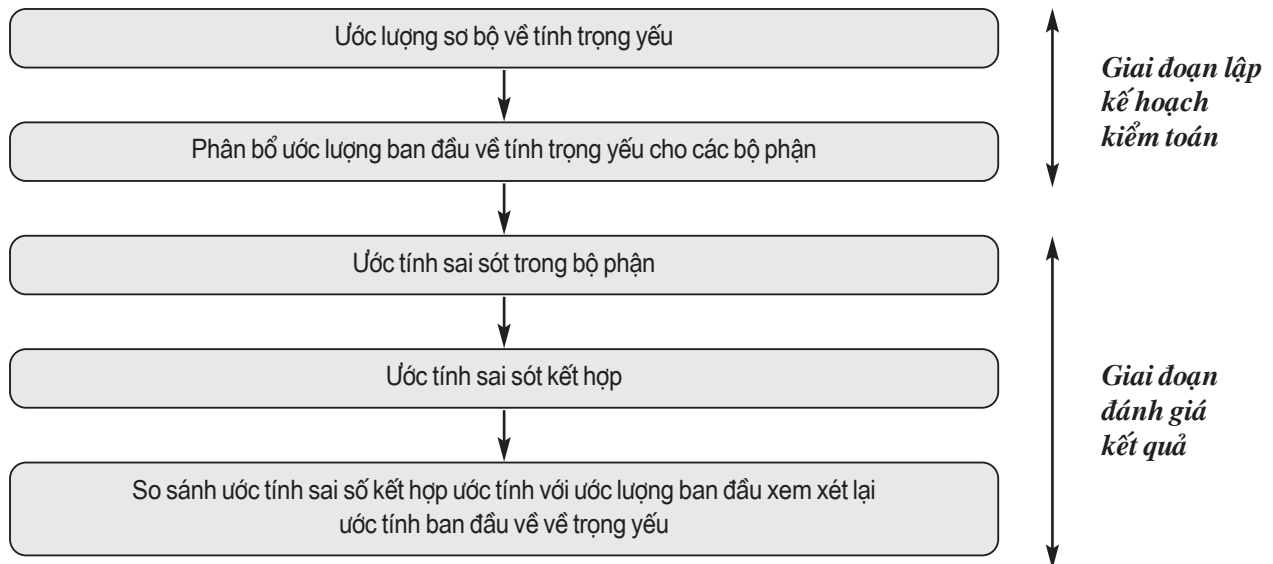 Ước lượng sơ bộ về tính trọng yếu
Phân bổ ước lượng ban đầu về tính trọng yếu cho các bộ phận
Giai đoạn lập
kế hoạch
kiểm toán
Ước tính sai sót trong bộ phận
Ước tính sai sót kết hợp
So sánh ước tính sai số kết hợp ước tính với ước lượng ban đầu xem xét lại
ước tính ban đầu về về trọng yếu
Giai đoạn
đánh giá
kết quả